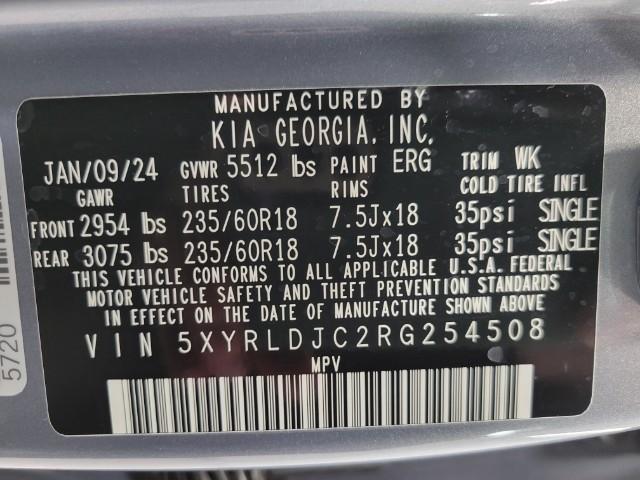 MANUFACTURED BY
KIA GEORGIA, INC.
JAN/09/24 GVWR 5512 lbs PAINT ERG TRIM WK
GAWR TIRES RIMS COLD TIRE INFL
FRONT 2954 lbs 235/60R18 7.5Jx18 35psi SINGLE
REAR 3075 lbs 235/60R18 7.5Jx18 35psi SINGLE
THIS VEHICLE CONFORMS TO ALL APPLICABLE U.S.A. FEDERAL
MOTOR VEHICLE SAFETY AND THEFT PREVENTION STANDARDS
IN EFFECT ON THE DATE OF MANUFACTURE SHOWN ABOVE.
VIN 5XYRLDJC2RG254508
MPV
5720